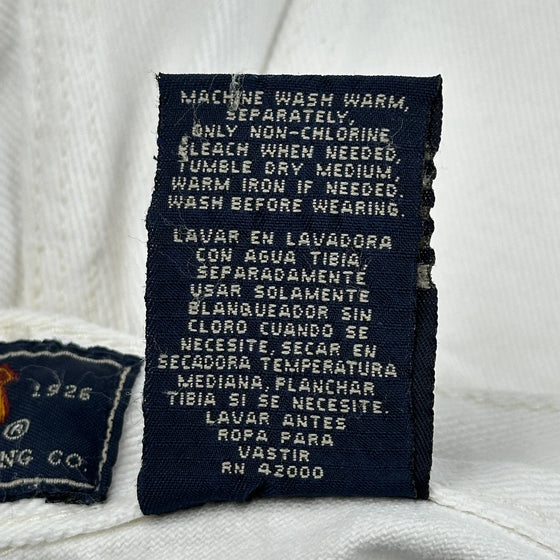 MACHINE WASH WARM,
SEPARATELY,
ONLY NON-CHLORINE
BLEACH WHEN NEEDED,
TUMBLE DRY MEDIUM,
WARM IRON IF NEEDED.
WASH BEFORE WEARING.
LAVAR EN LAVADORA
CON AGUA TIBIA,
SEPARADAMENTE
USAR SOLAMENTE
BLANQUEADOR SIN
CLORO CUANDO SE
NECESITE, SECAR EN
SECADORA TEMPERATURA
MEDIANA, PLANCHAR
TIBIA SI SE NECESITE.
LAVAR ANTES
ROPA PARA
VASTIR
RN 42000
1926
®
NG CO.